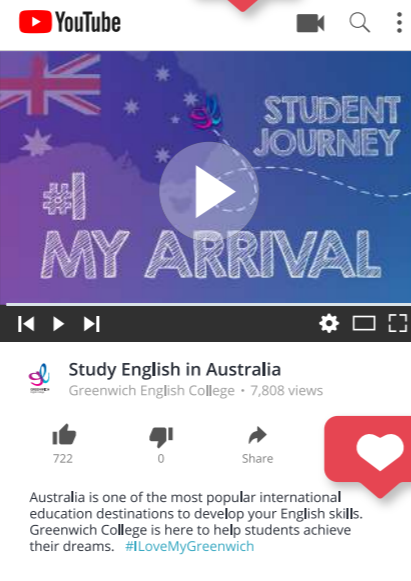 YouTube
STUDENT
JOURNEY
#1
MY ARRIVAL
Study English in Australia
Greenwich English College • 7,808 views
722
0
Share
Australia is one of the most popular international
education destinations to develop your English skills.
Greenwich College is here to help students achieve
their dreams. #ILoveMyGreenwich